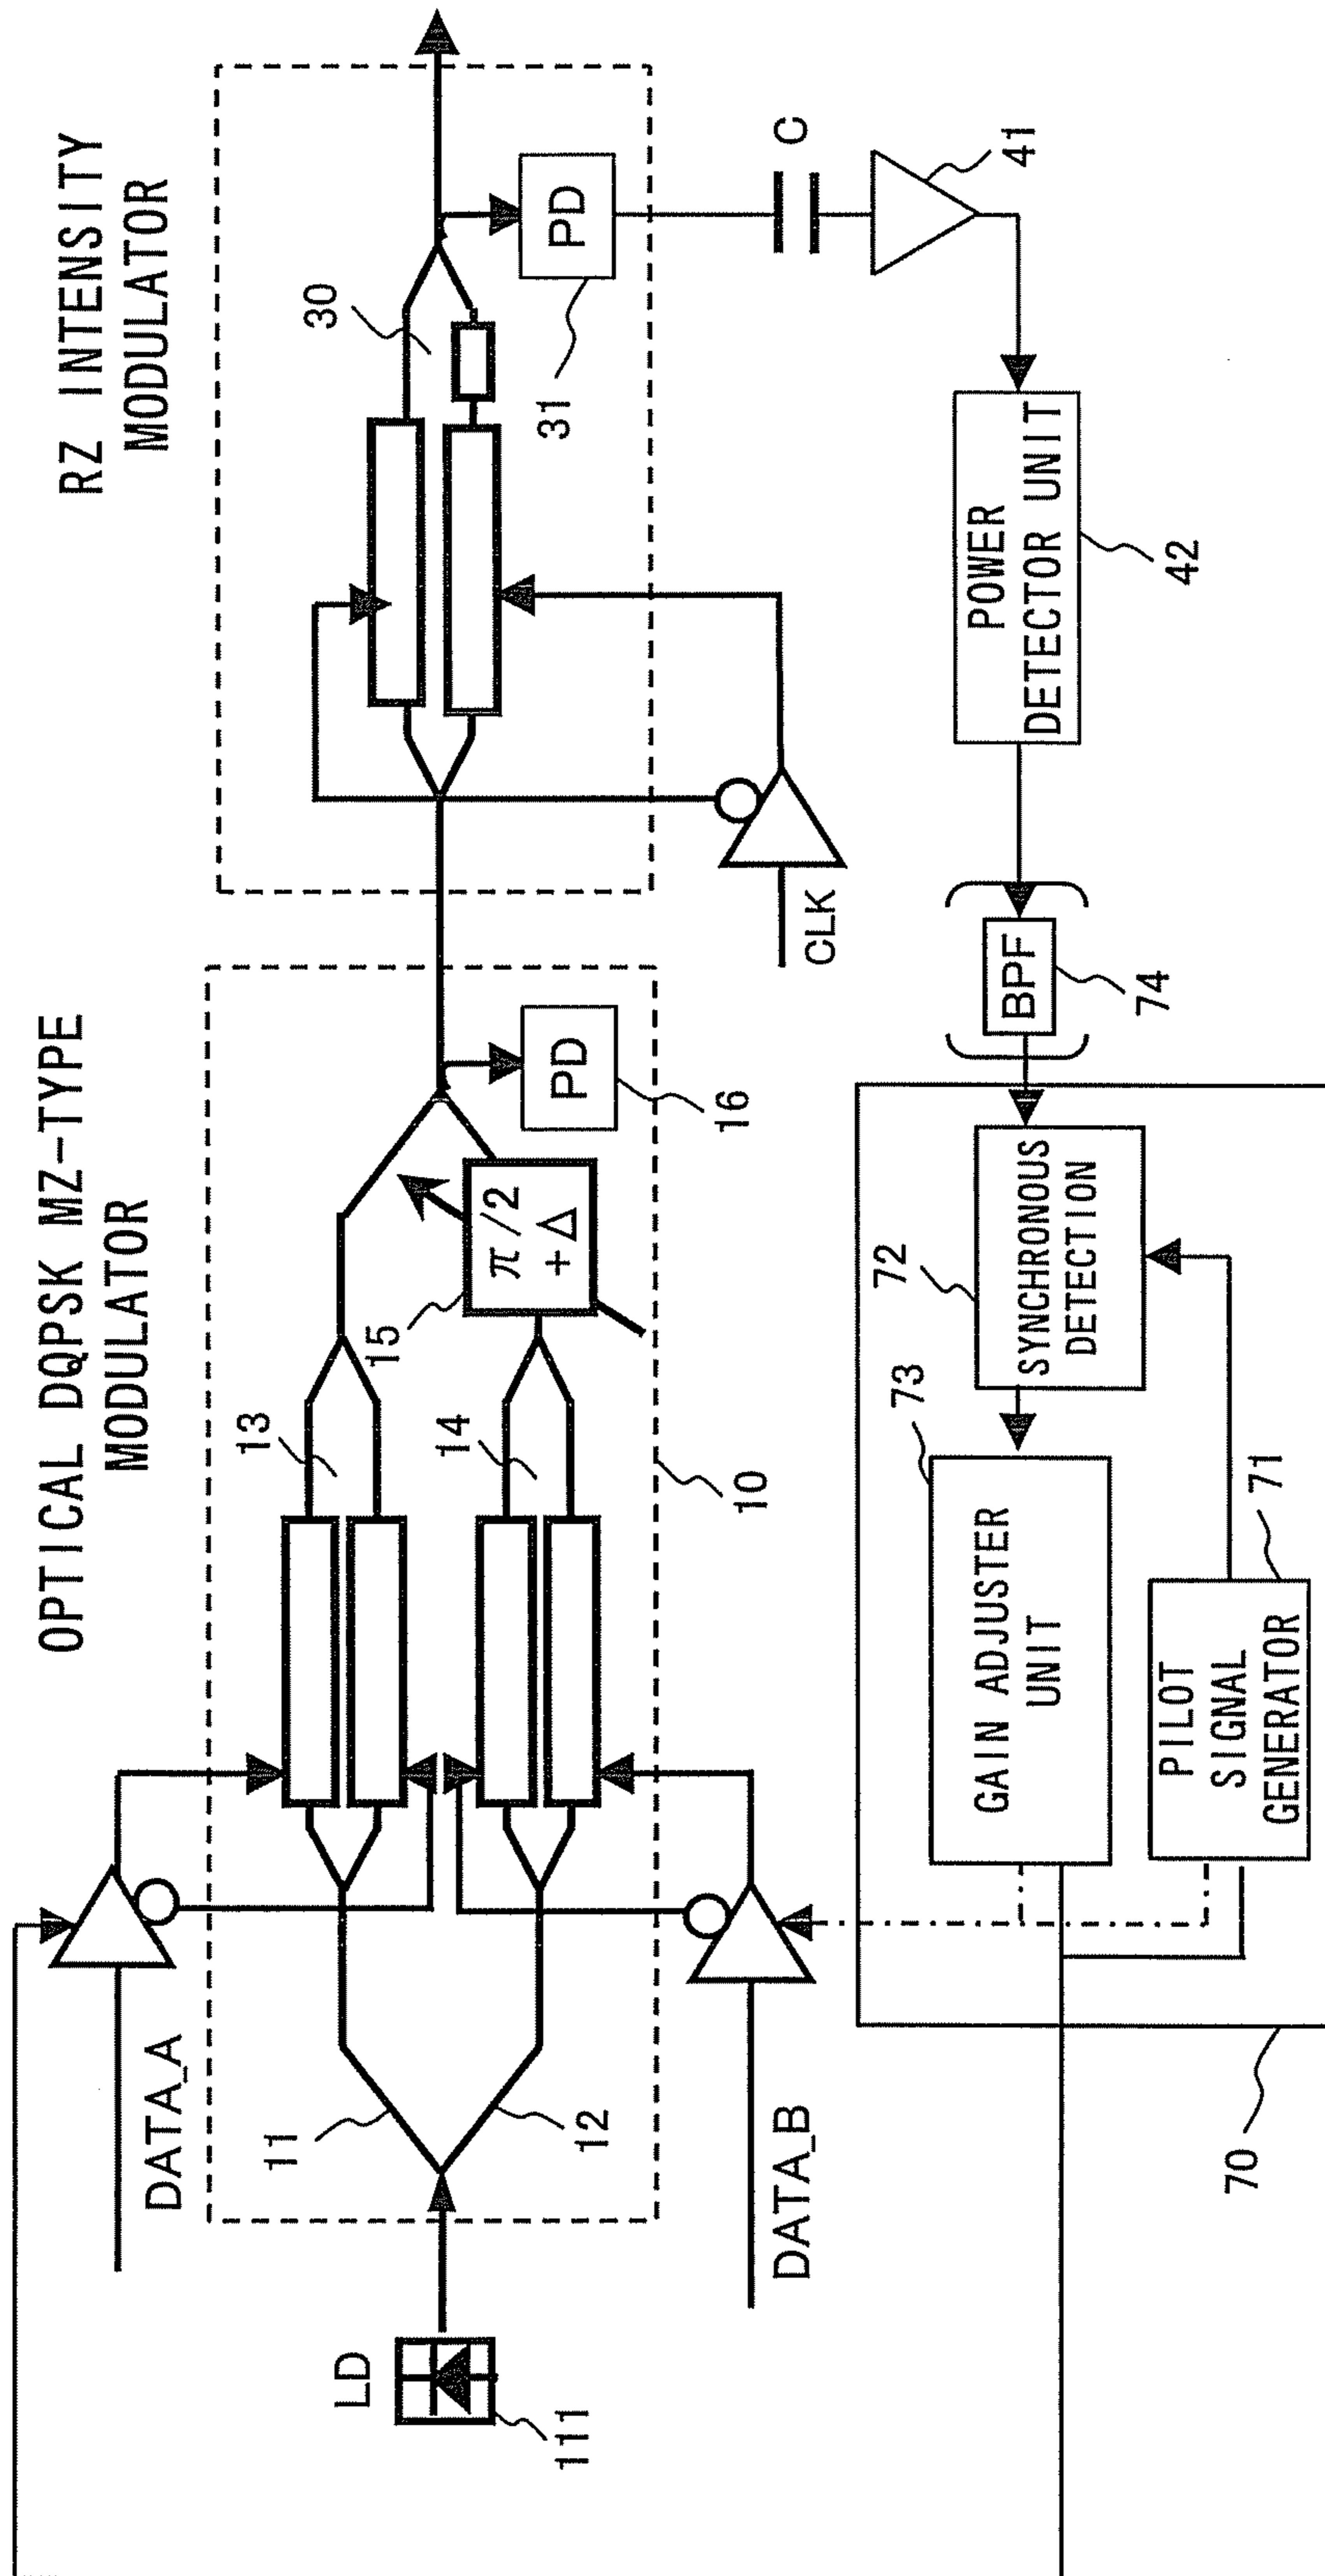 OPTICAL DQPSK MZ-TYPE
MODULATOR
RZ INTENSITY
MODULATOR
DATA_A
LD
111
11
12
13
14
15
π/2
+Δ
PD
16
10
30
PD
31
C
41
CLK
DATA_B
POWER
DETECTOR UNIT
42
BPF
74
SYNCHRONOUS
DETECTION
72
GAIN ADJUSTER
UNIT
73
PILOT
SIGNAL
GENERATOR
71
70